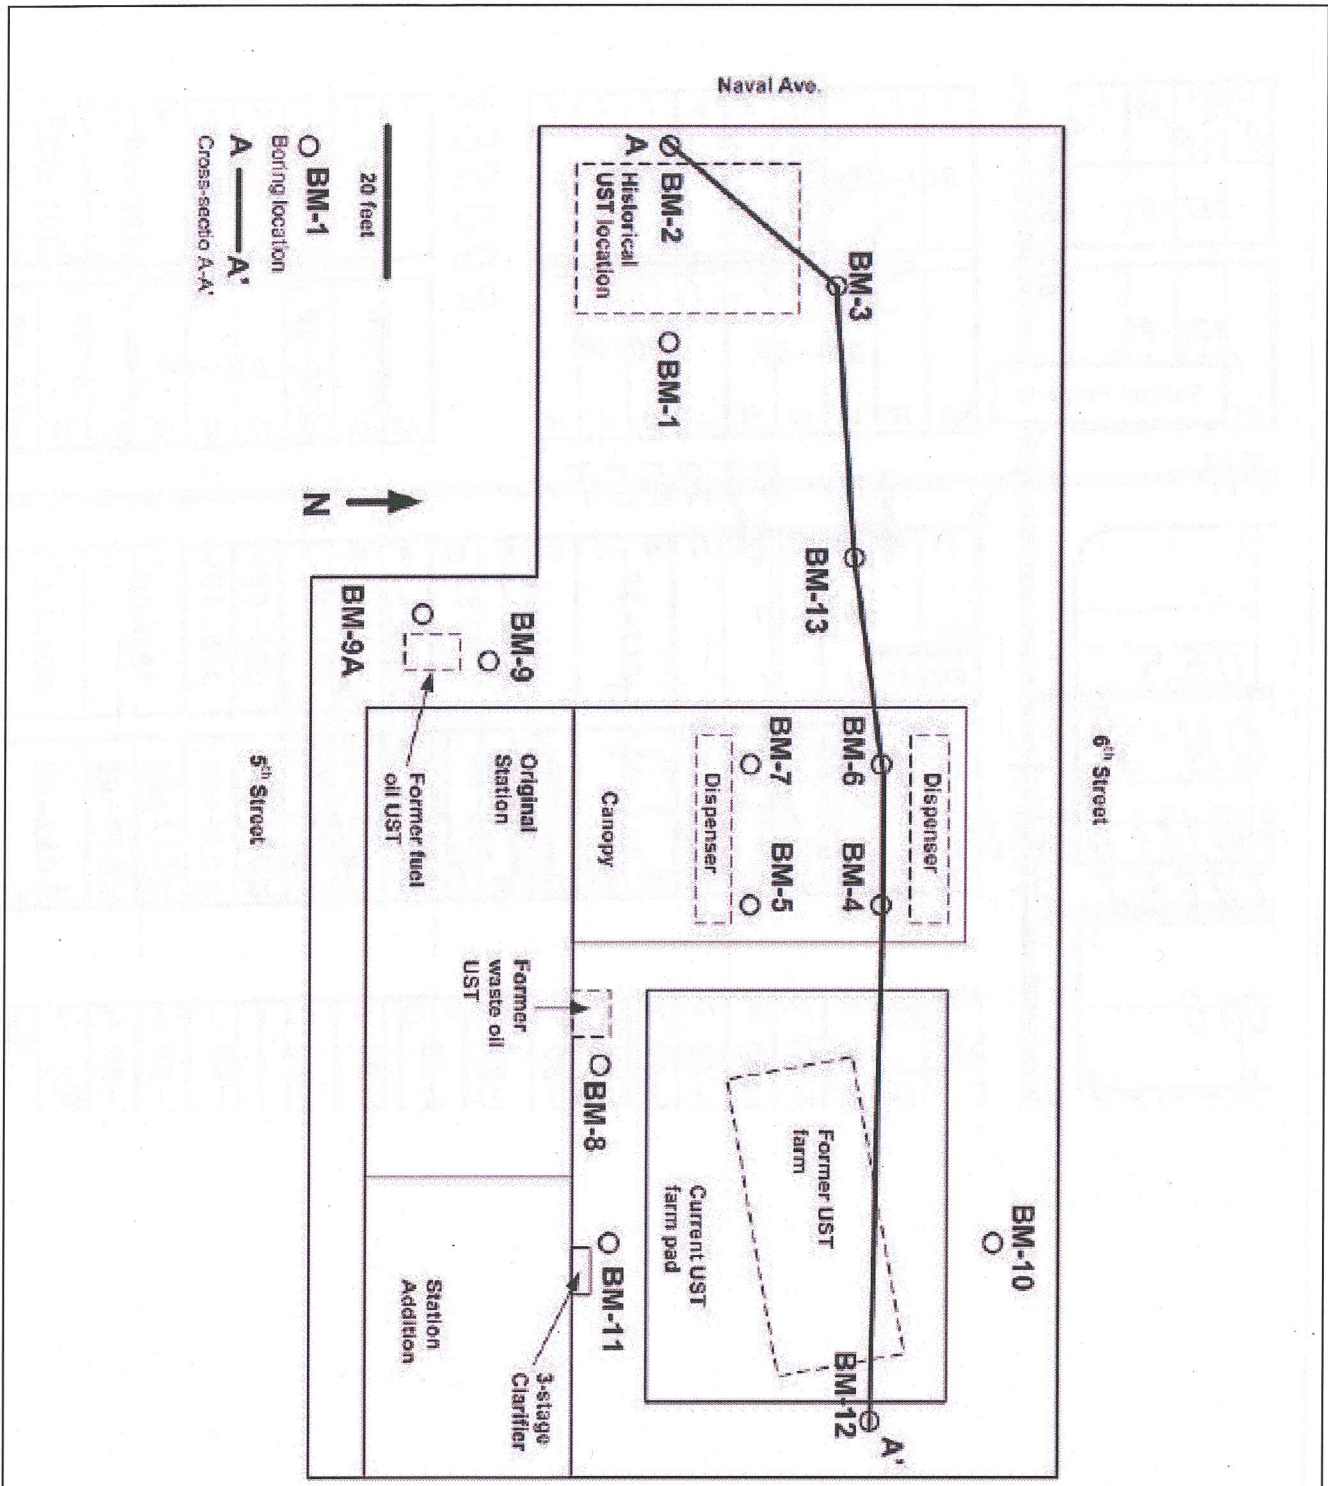 Naval Ave.
20 feet
BM-1
Boring location
A A'
Cross-sectio A-A'
N
A
BM-2
Historical
UST location
BM-3
BM-1
BM-13
BM-9
BM-9A
Former fuel
oil UST
5th Street
6th Street
Original
Station
Canopy
Dispenser
BM-7
BM-5
BM-6
BM-4
Dispenser
Former
waste oil
UST
BM-8
Former UST
farm
Current UST
farm pad
BM-10
BM-11
BM-12
A'
Station
Addition
3-stage
Clarifier